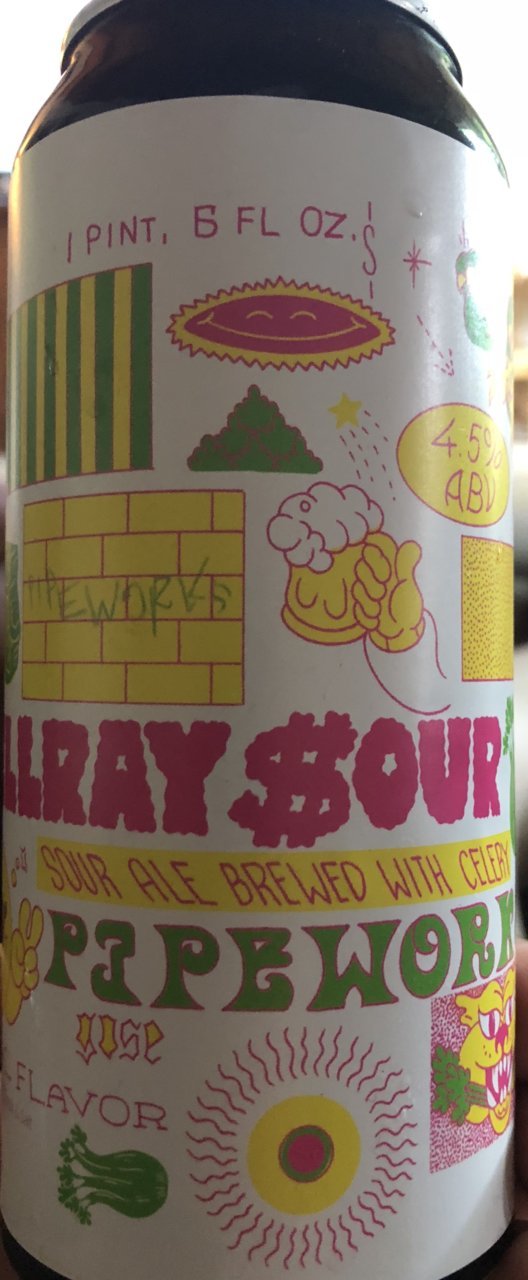 1 PINT, 6 FL OZ.
4.5%
ABV
PIPEWORKS
LLRAY $OUR
SOUR ALE BREWED WITH CELERY
PIPEWORK
gose
FLAVOR